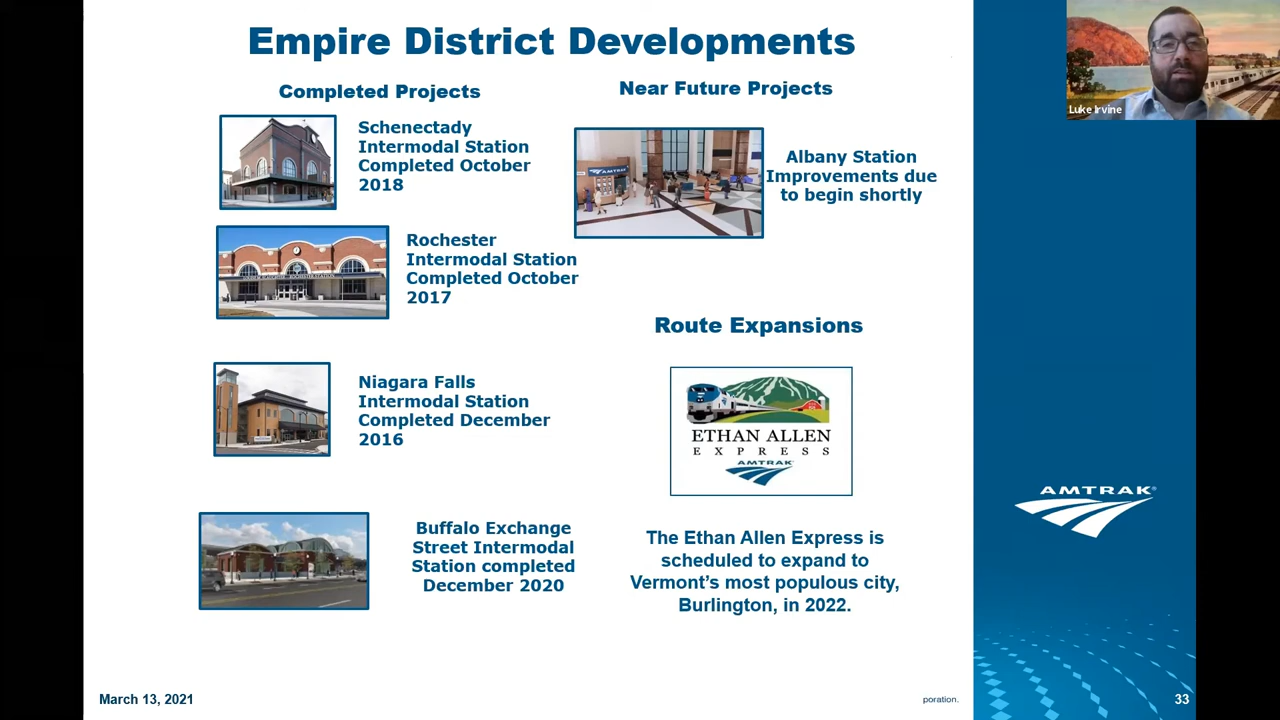 Empire District Developments
Completed Projects
Schenectady
Intermodal Station
Completed October
2018
Rochester
Intermodal Station
Completed October
2017
Niagara Falls
Intermodal Station
Completed December
2016
Buffalo Exchange
Street Intermodal
Station completed
December 2020
Near Future Projects
AMTRAK
Albany Station
Improvements due
to begin shortly
Route Expansions
ETHAN ALLEN
EXPRESS
AMTRAK
The Ethan Allen Express is
scheduled to expand to
Vermont's most populous city,
Burlington, in 2022.
Luke Irvine
AMTRAK®
March 13, 2021
poration.
33